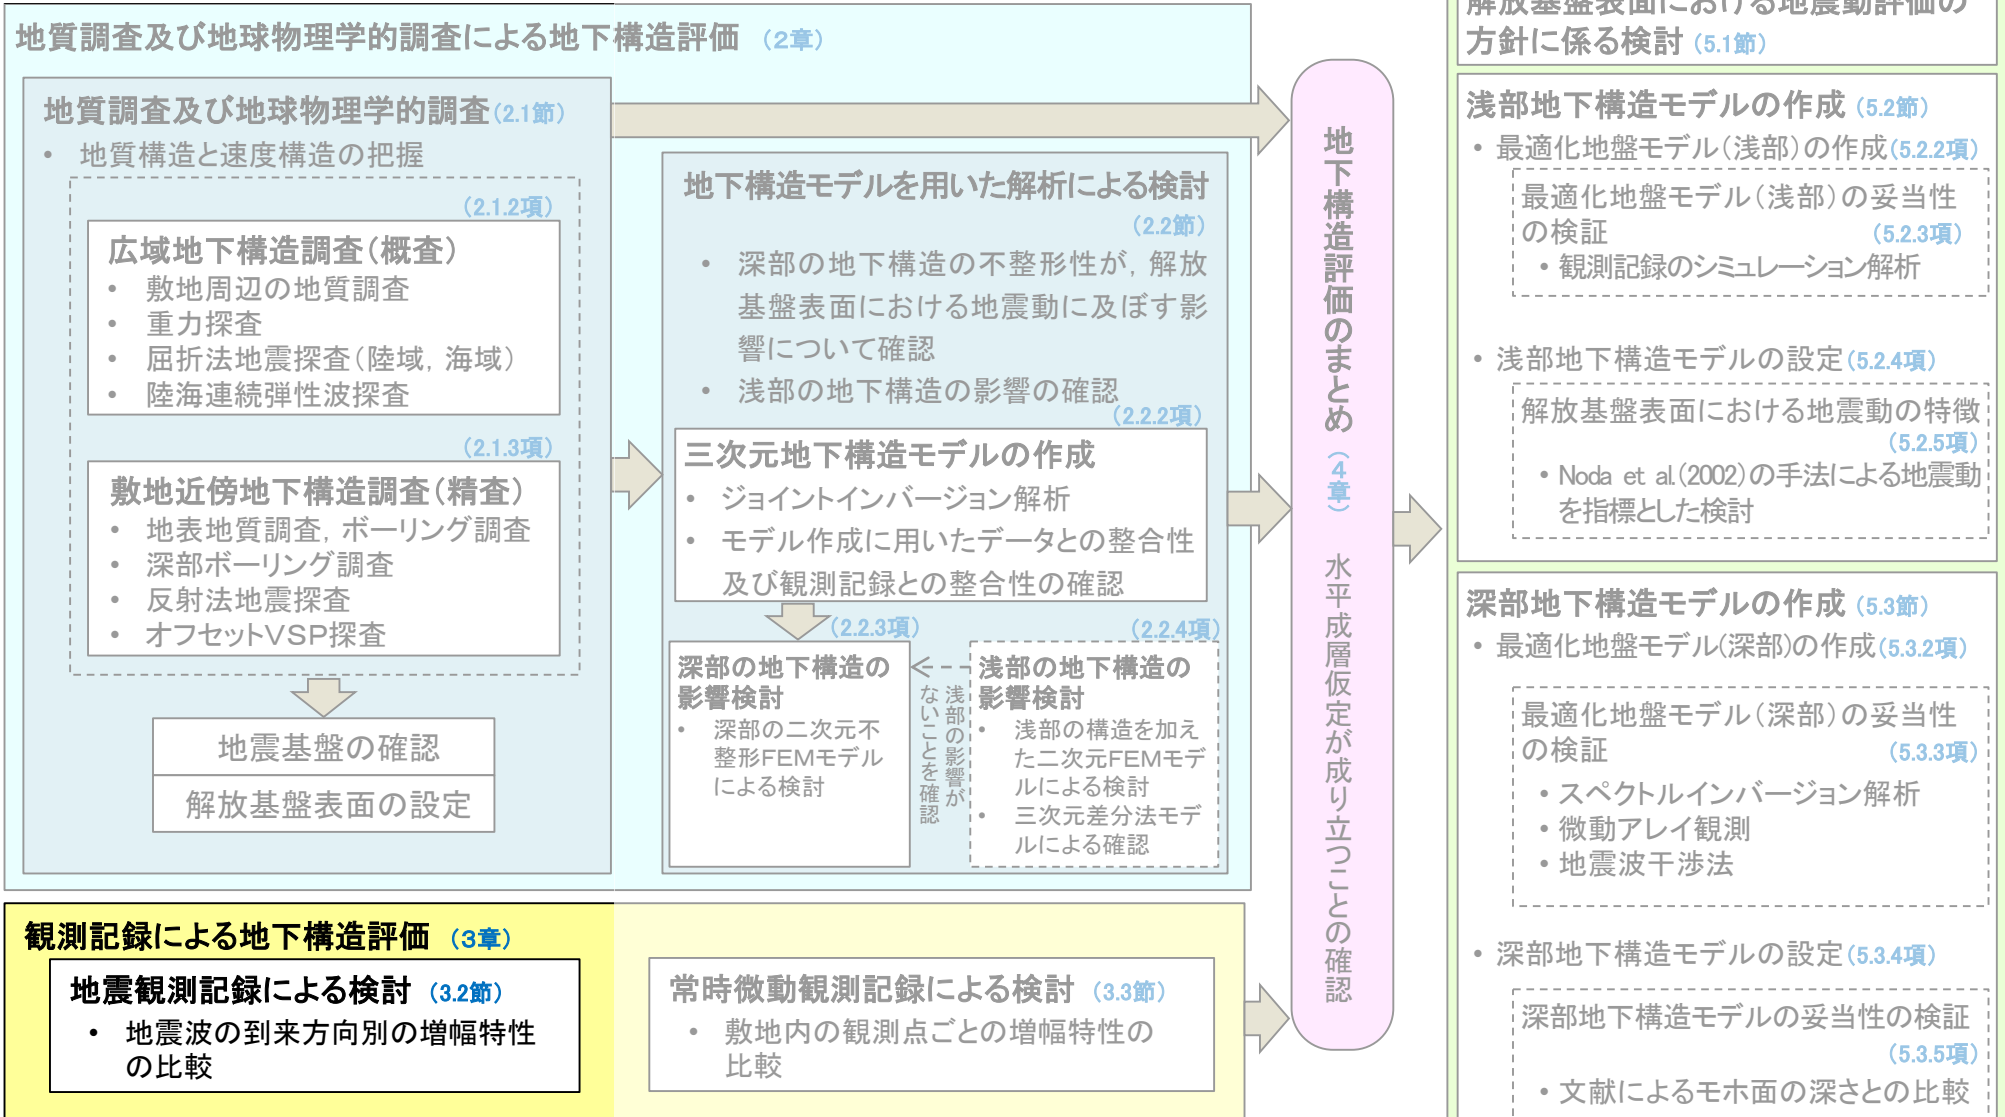 地質調査及び地球物理学的調査による地下構造評価 (2章)
地質調査及び地球物理学的調査(2.1節)
• 地質構造と速度構造の把握
(2.1.2項)
広域地下構造調査(概査)
• 敷地周辺の地質調査
• 重力探査
• 屈折法地震探査(陸域, 海域)
• 陸海連続弾性波探査
(2.1.3項)
敷地近傍地下構造調査(精査)
• 地表地質調査, ボーリング調査
• 深部ボーリング調査
• 反射法地震探査
• オフセットVSP探査
地震基盤の確認
解放基盤表面の設定
地下構造モデルを用いた解析による検討
(2.2節)
• 深部の地下構造の不整形性が, 解放
基盤表面における地震動に及ぼす影
響について確認
• 浅部の地下構造の影響の確認
(2.2.2項)
三次元地下構造モデルの作成
• ジョイントインバージョン解析
• モデル作成に用いたデータとの整合性
及び観測記録との整合性の確認
(2.2.3項)
深部の地下構造の
影響検討
• 深部の二次元不
整形FEMモデル
による検討
浅部の影響が
ないことを確認
(2.2.4項)
浅部の地下構造の
影響検討
• 浅部の構造を加え
た二次元FEMモデ
ルによる検討
• 三次元差分法モデ
ルによる確認
観測記録による地下構造評価 (3章)
地震観測記録による検討 (3.2節)
• 地震波の到来方向別の増幅特性
の比較
常時微動観測記録による検討 (3.3節)
• 敷地内の観測点ごとの増幅特性の
比較
地下構造評価のまとめ(4章) 水平成層仮定が成り立つことの確認
解放基盤表面における地震動評価の
方針に係る検討(5.1節)
浅部地下構造モデルの作成(5.2節)
• 最適化地盤モデル(浅部)の作成(5.2.2項)
最適化地盤モデル(浅部)の妥当性
の検証 (5.2.3項)
• 観測記録のシミュレーション解析
• 浅部地下構造モデルの設定(5.2.4項)
解放基盤表面における地震動の特徴
(5.2.5項)
• Noda et al.(2002)の手法による地震動
を指標とした検討
深部地下構造モデルの作成(5.3節)
• 最適化地盤モデル(深部)の作成(5.3.2項)
最適化地盤モデル(深部)の妥当性
の検証 (5.3.3項)
• スペクトルインバージョン解析
• 微動アレイ観測
• 地震波干渉法
• 深部地下構造モデルの設定(5.3.4項)
深部地下構造モデルの妥当性の検証
(5.3.5項)
• 文献によるモホ面の深さとの比較